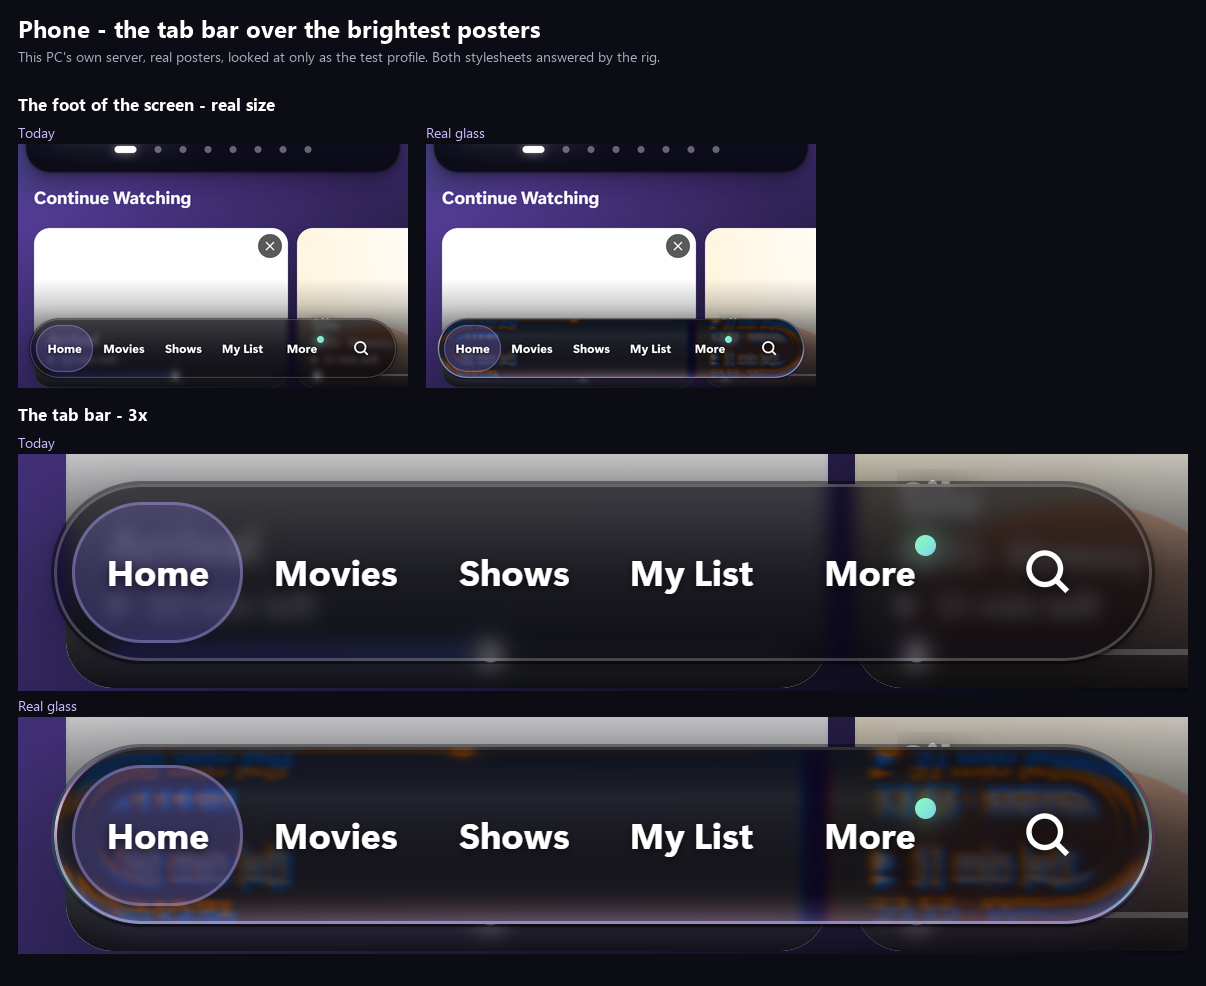 Phone - the tab bar over the brightest posters
This PC's own server, real posters, looked at only as the test profile. Both stylesheets answered by the rig.
The foot of the screen - real size
Today
Real glass
Continue Watching
Continue Watching
Home Movies Shows My List More
Home Movies Shows My List More
The tab bar - 3x
Today
Home Movies Shows My List More
Real glass
Home Movies Shows My List More